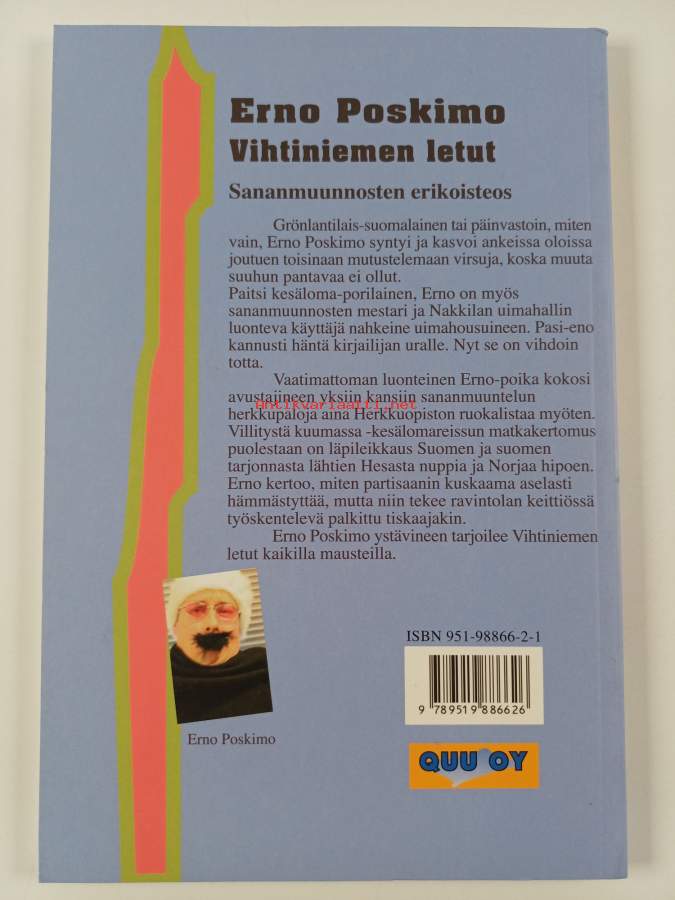 Erno Poskimo
Vihtiniemen letut
Sananmuunnosten erikoisteos
Grönlantilais-suomalainen tai päinvastoin, miten
vain, Erno Poskimo syntyi ja kasvoi ankeissa oloissa
joutuen toisinaan mutustelemaan virsuja, koska muuta
suuhun pantavaa ei ollut.
Paitsi kesäloma-porilainen, Erno on myös
sananmuunnosten mestari ja Nakkilan uimahallin
luonteva käyttäjä nahkeine uimahousuineen. Pasi-eno
kannusti häntä kirjailijan uralle. Nyt se on vihdoin
totta.
Vaatimattoman luonteinen Erno-poika kokosi
avustajineen yksiin kansiin sananmuuntelun
antikvariaatti.net
herkkupaloja aina Herkkuopiston ruokalistaa myöten.
Villitystä kuumassa -kesälomareissun matkakertomus
puolestaan on läpileikkaus Suomen ja suomen
tarjonnasta lähtien Hesasta nuppia ja Norjaa hipoen.
Erno kertoo, miten partisaanin kuskaama aselasti
hämmästyttää, mutta niin tekee ravintolan keittiössä
työskentelevä palkittu tiskaajakin.
Erno Poskimo ystävineen tarjoilee Vihtiniemen
letut kaikilla mausteilla.
ISBN 951-98866-2-1
9 789519 886626
QUU OY
Erno Poskimo